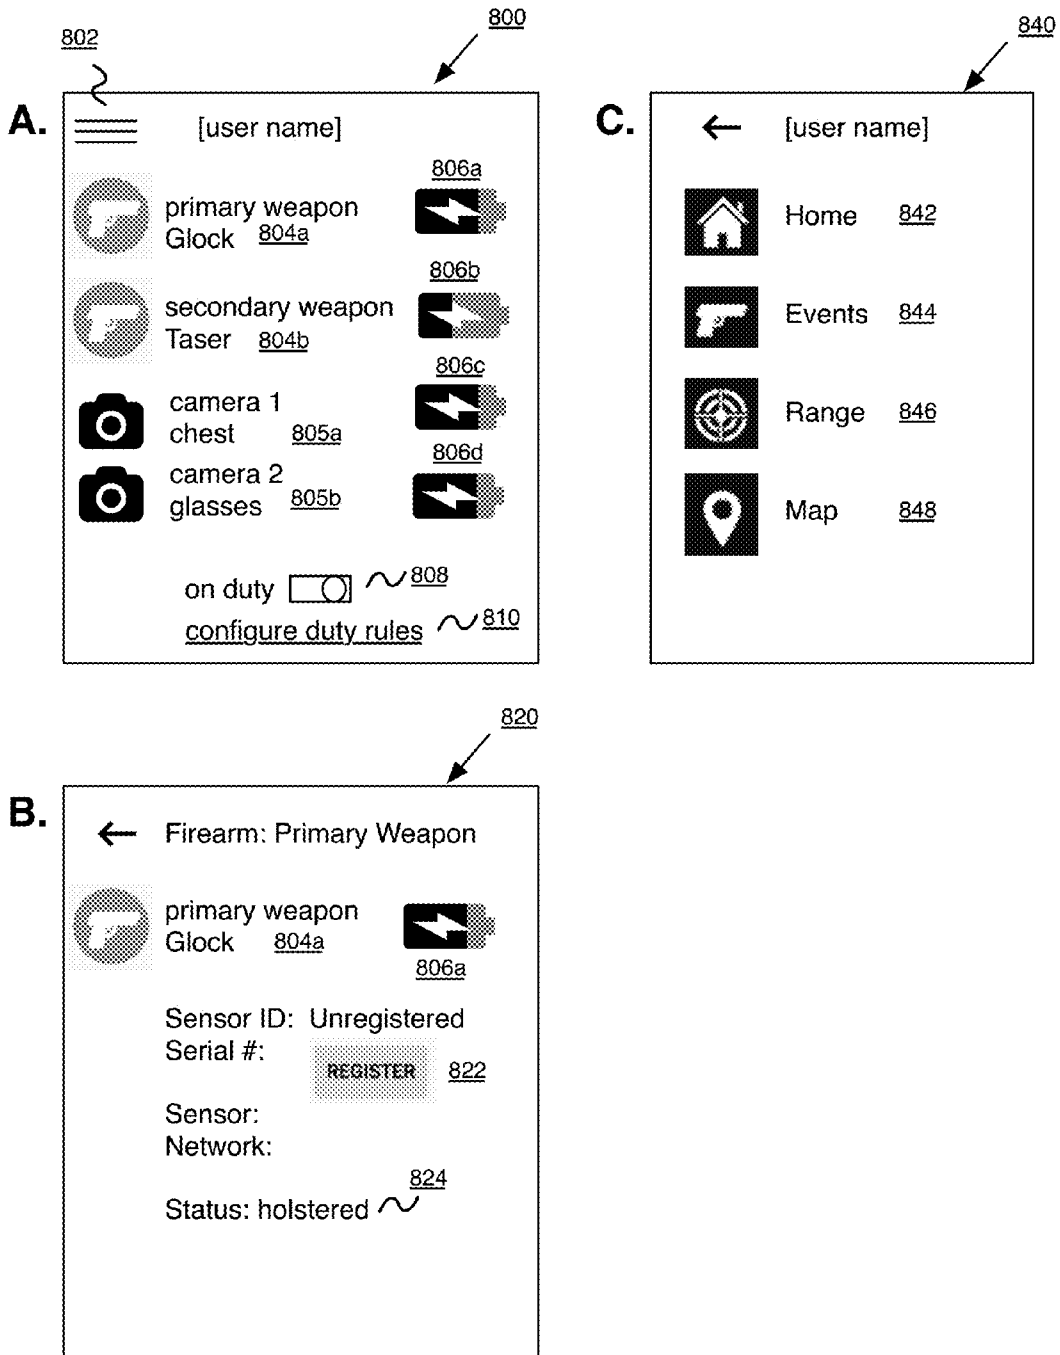 800
840
802
A.
[user name]
806a
primary weapon
Glock 804a
806b
secondary weapon
Taser 804b
806c
camera 1
chest 805a
806d
camera 2
glasses 805b
on duty 808
configure duty rules 810
C.
[user name]
Home 842
Events 844
Range 846
Map 848
820
B.
Firearm: Primary Weapon
primary weapon
Glock 804a
806a
Sensor ID: Unregistered
Serial #:
REGISTER 822
Sensor:
Network:
824
Status: holstered